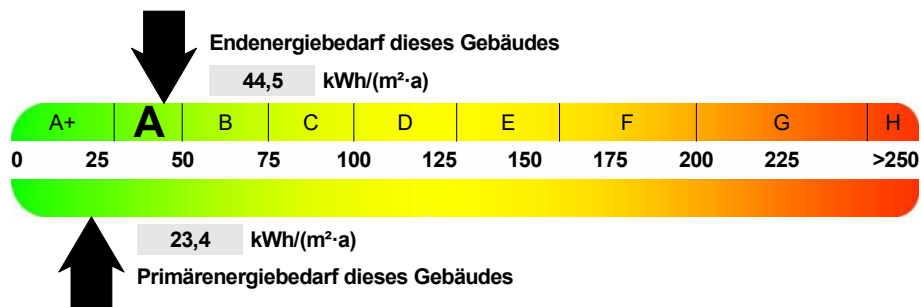 Endenergiebedarf dieses Gebäudes
44,5 kWh/(m²·a)
A+ A B C D E F G H
0 25 50 75 100 125 150 175 200 225 >250
23,4 kWh/(m²·a)
Primärenergiebedarf dieses Gebäudes